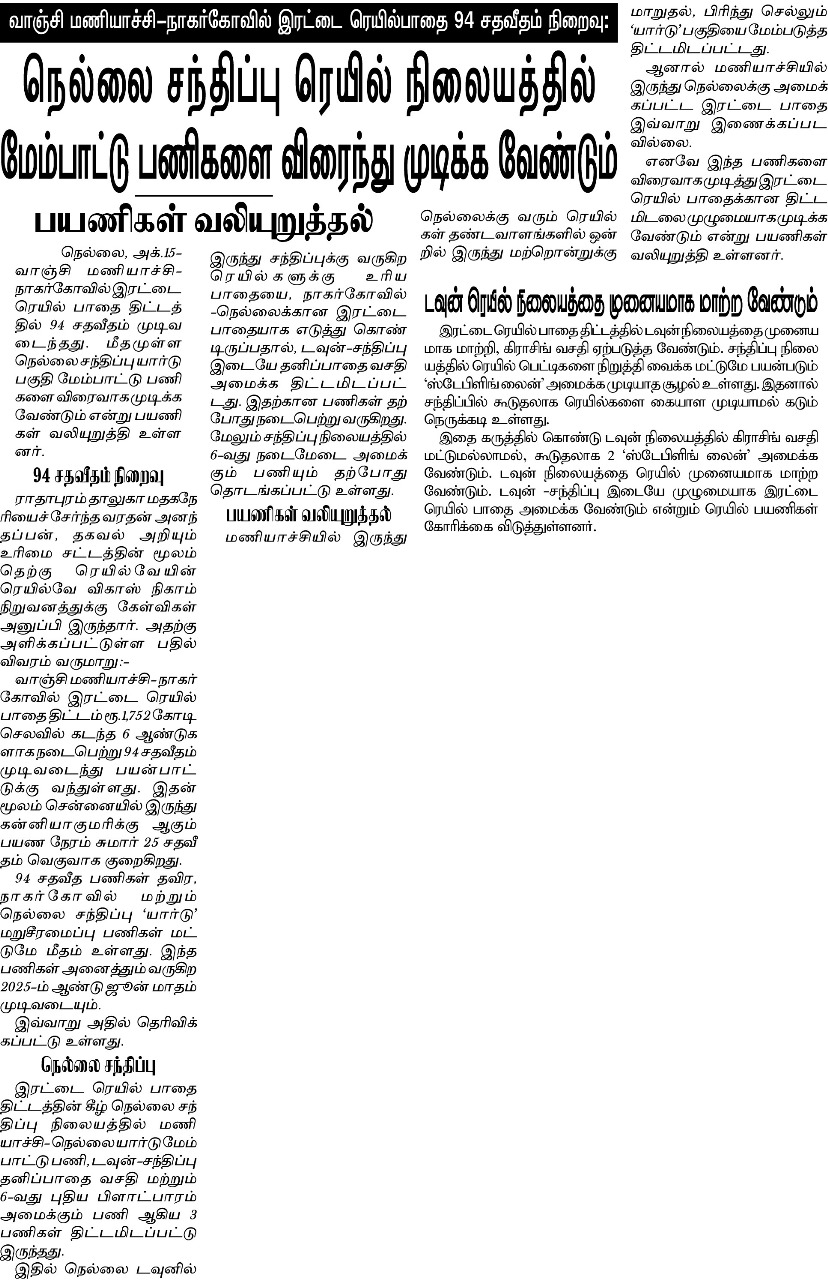 வாஞ்சி மணியாச்சி-நாகர்கோவில் இரட்டை ரெயில்பாதை 94 சதவீதம் நிறைவு:
நெல்லை சந்திப்பு ரெயில் நிலையத்தில்
மேம்பாட்டு பணிகளை விரைந்து முடிக்க வேண்டும்
பயணிகள் வலியுறுத்தல்
நெல்லை, அக்.15-
வாஞ்சி மணியாச்சி-
நாகர்கோவில் இரட்டை
ரெயில் பாதை திட்டத்
தில் 94 சதவீதம் முடிவ
டைந்தது. மீதமுள்ள
நெல்லை சந்திப்பு யார்டு
பகுதி மேம்பாட்டு பணி
களை விரைவாக முடிக்க
வேண்டும் என்று பயணி
கள் வலியுறுத்தி உள்ள
னர்.
94 சதவீதம் நிறைவு
ராதாபுரம் தாலுகா மதகநே
ரியைச் சேர்ந்த வரதன் அனந்
தப்பன், தகவல் அறியும்
உரிமை சட்டத்தின் மூலம்
தெற்கு ரெயில்வேயின்
ரெயில்வே விகாஸ் நிகாம்
நிறுவனத்துக்கு கேள்விகள்
அனுப்பி இருந்தார். அதற்கு
அளிக்கப்பட்டுள்ள பதில்
விவரம் வருமாறு:-
வாஞ்சி மணியாச்சி-நாகர்
கோவில் இரட்டை ரெயில்
பாதை திட்டம் ரூ.1,752 கோடி
செலவில் கடந்த 6 ஆண்டுக
ளாக நடைபெற்று 94 சதவீதம்
முடிவடைந்து பயன்பாட்
டுக்கு வந்துள்ளது. இதன்
மூலம் சென்னையில் இருந்து
கன்னியாகுமரிக்கு ஆகும்
பயண நேரம் சுமார் 25 சதவீ
தம் வெகுவாக குறைகிறது.
94 சதவீத பணிகள் தவிர,
நாகர்கோவில் மற்றும்
நெல்லை சந்திப்பு ‘யார்டு’
மறுசீரமைப்பு பணிகள் மட்
டுமே மீதம் உள்ளது. இந்த
பணிகள் அனைத்தும் வருகிற
2025-ம் ஆண்டு ஜூன் மாதம்
முடிவடையும்.
இவ்வாறு அதில் தெரிவிக்
கப்பட்டு உள்ளது.
நெல்லை சந்திப்பு
இரட்டை ரெயில் பாதை
திட்டத்தின் கீழ் நெல்லை சந்
திப்பு நிலையத்தில் மணி
யாச்சி-நெல்லை யார்டு மேம்
பாட்டு பணி, டவுன்-சந்திப்பு
தனிப்பாதை வசதி மற்றும்
6-வது புதிய பிளாட்பாரம்
அமைக்கும் பணி ஆகிய 3
பணிகள் திட்டமிடப்பட்டு
இருந்தது.
இதில் நெல்லை டவுனில்
இருந்து சந்திப்புக்கு வருகிற
ரெயில்களுக்கு உரிய
பாதையை, நாகர்கோவில்
-நெல்லைக்கான இரட்டை
பாதையாக எடுத்து கொண்
டிருப்பதால், டவுன்-சந்திப்பு
இடையே தனிப்பாதை வசதி
அமைக்க திட்டமிடப்பட்
டது. இதற்கான பணிகள் தற்
போது நடைபெற்று வருகிறது.
மேலும் சந்திப்பு நிலையத்தில்
6-வது நடைமேடை அமைக்
கும் பணியும் தற்போது
தொடங்கப்பட்டு உள்ளது.
பயணிகள் வலியுறுத்தல்
மணியாச்சியில் இருந்து
நெல்லைக்கு வரும் ரெயில்
கள் தண்டவாளங்களில் ஒன்
றில் இருந்து மற்றொன்றுக்கு
மாறுதல், பிரிந்து செல்லும்
‘யார்டு’ பகுதியை மேம்படுத்த
திட்டமிடப்பட்டது.
ஆனால் மணியாச்சியில்
இருந்து நெல்லைக்கு அமைக்
கப்பட்ட இரட்டை பாதை
இவ்வாறு இணைக்கப்பட
வில்லை.
எனவே இந்த பணிகளை
விரைவாக முடித்து இரட்டை
ரெயில் பாதைக்கான திட்ட
மிடலை முழுமையாக முடிக்க
வேண்டும் என்று பயணிகள்
வலியுறுத்தி உள்ளனர்.
டவுன் ரெயில் நிலையத்தை முனையமாக மாற்ற வேண்டும்
இரட்டை ரெயில் பாதை திட்டத்தில் டவுன் நிலையத்தை முனைய
மாக மாற்றி, கிராசிங் வசதி ஏற்படுத்த வேண்டும். சந்திப்பு நிலை
யத்தில் ரெயில் பெட்டிகளை நிறுத்தி வைக்க மட்டுமே பயன்படும்
‘ஸ்டேபிளிங் லைன்’ அமைக்க முடியாத சூழல் உள்ளது. இதனால்
சந்திப்பில் கூடுதலாக ரெயில்களை கையாள முடியாமல் கடும்
நெருக்கடி உள்ளது.
இதை கருத்தில் கொண்டு டவுன் நிலையத்தில் கிராசிங் வசதி
மட்டுமல்லாமல், கூடுதலாக 2 ‘ஸ்டேபிளிங் லைன்’ அமைக்க
வேண்டும். டவுன் நிலையத்தை ரெயில் முனையமாக மாற்ற
வேண்டும். டவுன் -சந்திப்பு இடையே முழுமையாக இரட்டை
ரெயில் பாதை அமைக்க வேண்டும் என்றும் ரெயில் பயணிகள்
கோரிக்கை விடுத்துள்ளனர்.